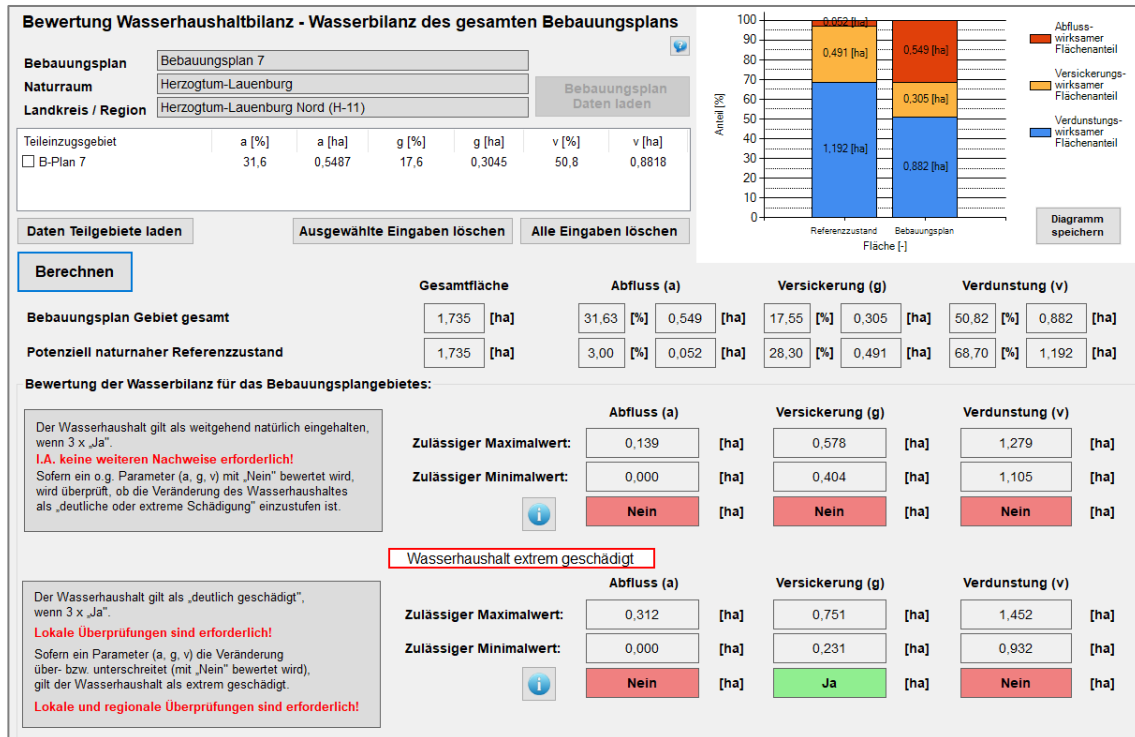 Bewertung Wasserhaushaltbilanz - Wasserbilanz des gesamten Bebauungsplans
Bebauungsplan Bebauungsplan 7
Naturraum Herzogtum-Lauenburg
Landkreis / Region Herzogtum-Lauenburg Nord (H-11)
Bebauungsplan
Daten laden
Teileinzugsgebiet a [%] a [ha] g [%] g [ha] v [%] v [ha]
B-Plan 7 31,6 0,5487 17,6 0,3045 50,8 0,8818
Daten Teilgebiete laden Ausgewählte Eingaben löschen Alle Eingaben löschen
Anteil [%]
100
90
80
70
60
50
40
30
20
10
0
0,052 [ha]
0,491 [ha]
1,192 [ha]
0,549 [ha]
0,305 [ha]
0,882 [ha]
Referenzzustand Bebauungsplan
Fläche [-]
Abfluss-
wirksamer
Flächenanteil
Versickerungs-
wirksamer
Flächenanteil
Verdunstungs-
wirksamer
Flächenanteil
Diagramm
speichern
Berechnen
Gesamtfläche Abfluss (a) Versickerung (g) Verdunstung (v)
Bebauungsplan Gebiet gesamt 1,735 [ha] 31,63 [%] 0,549 [ha] 17,55 [%] 0,305 [ha] 50,82 [%] 0,882 [ha]
Potenziell naturnaher Referenzzustand 1,735 [ha] 3,00 [%] 0,052 [ha] 28,30 [%] 0,491 [ha] 68,70 [%] 1,192 [ha]
Bewertung der Wasserbilanz für das Bebauungsplangebietes:
Der Wasserhaushalt gilt als weitgehend natürlich eingehalten,
wenn 3 x „Ja".
I.A. keine weiteren Nachweise erforderlich!
Sofern ein o.g. Parameter (a, g, v) mit „Nein" bewertet wird,
wird überprüft, ob die Veränderung des Wasserhaushaltes
als „deutliche oder extreme Schädigung" einzustufen ist.
Abfluss (a) Versickerung (g) Verdunstung (v)
Zulässiger Maximalwert: 0,139 [ha] 0,578 [ha] 1,279 [ha]
Zulässiger Minimalwert: 0,000 [ha] 0,404 [ha] 1,105 [ha]
Nein [ha] Nein [ha] Nein [ha]
Wasserhaushalt extrem geschädigt
Der Wasserhaushalt gilt als „deutlich geschädigt",
wenn 3 x „Ja".
Lokale Überprüfungen sind erforderlich!
Sofern ein Parameter (a, g, v) die Veränderung
über- bzw. unterschreitet (mit „Nein" bewertet wird),
gilt der Wasserhaushalt als extrem geschädigt.
Lokale und regionale Überprüfungen sind erforderlich!
Abfluss (a) Versickerung (g) Verdunstung (v)
Zulässiger Maximalwert: 0,312 [ha] 0,751 [ha] 1,452 [ha]
Zulässiger Minimalwert: 0,000 [ha] 0,231 [ha] 0,932 [ha]
Nein [ha] Ja [ha] Nein [ha]